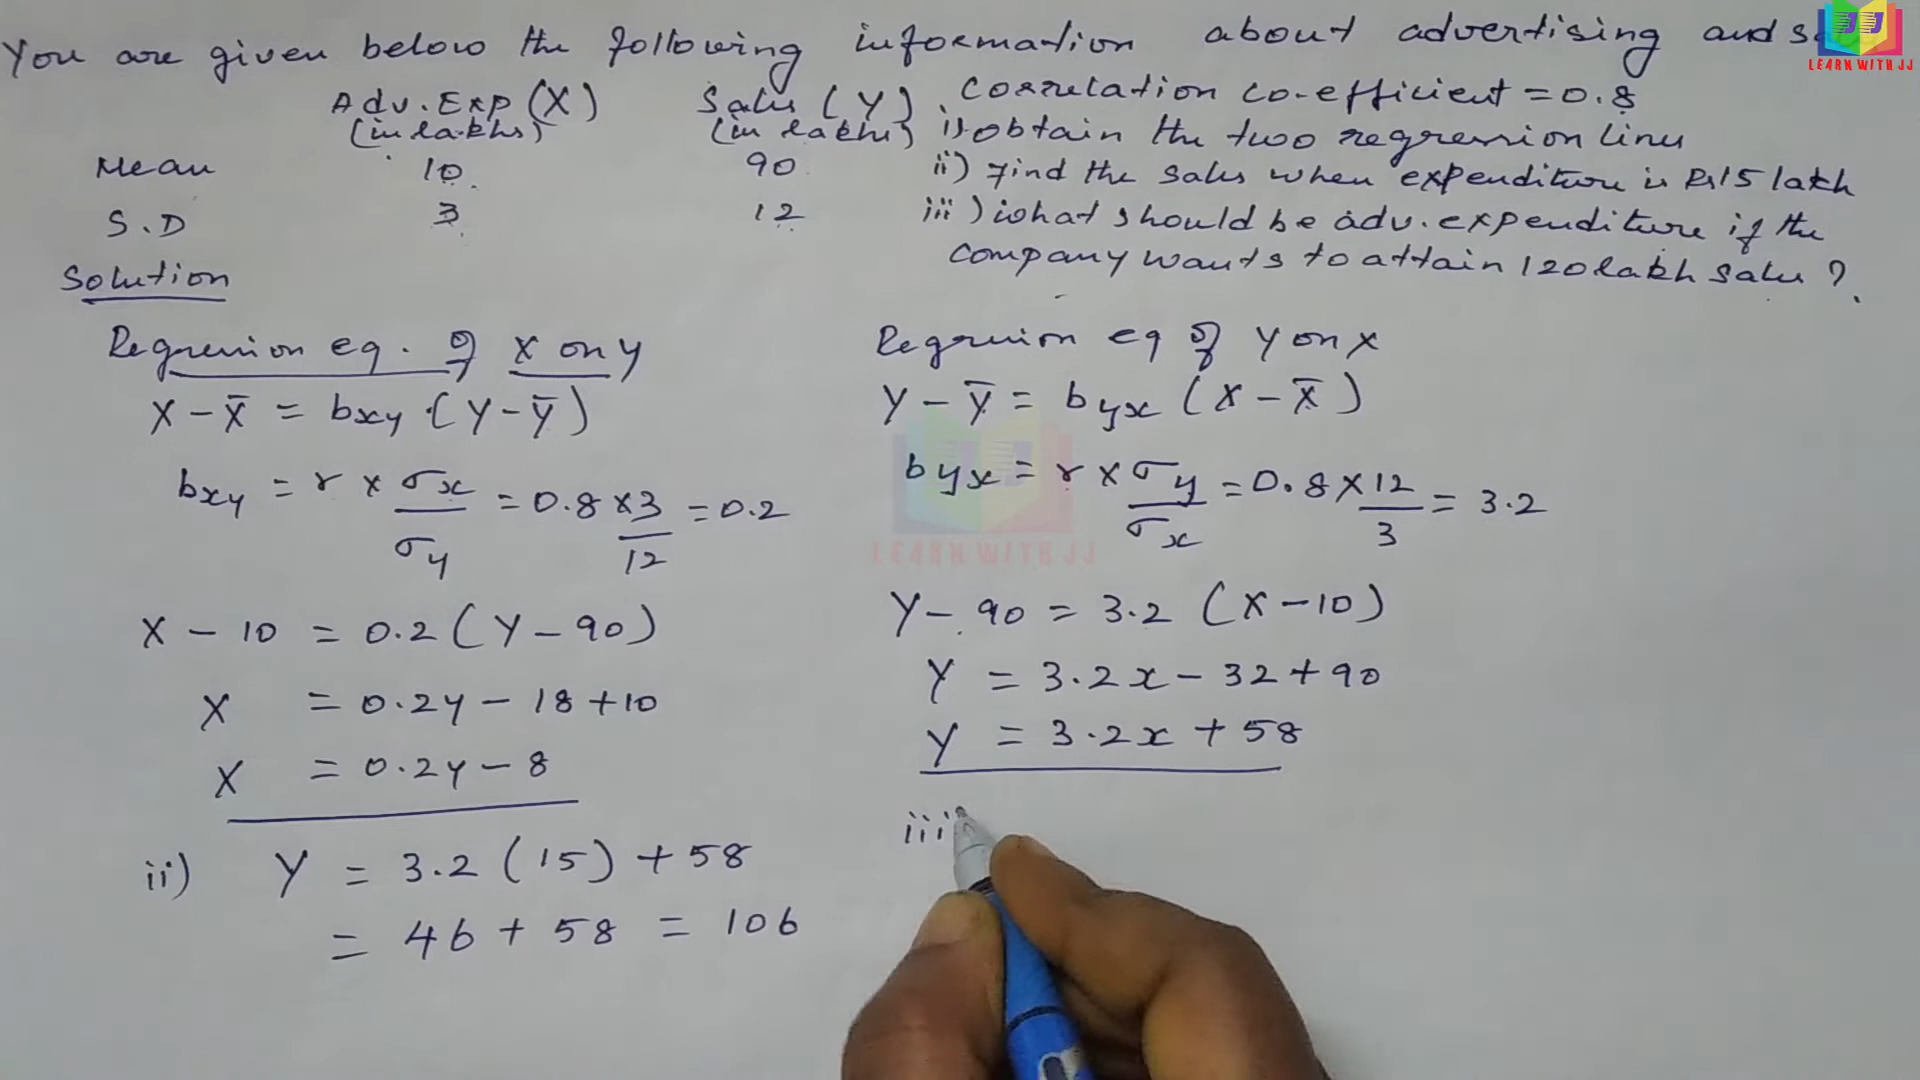 You are given below the following information about advertising and s
LEARN WITH JJ
Adv. Exp (X) Sales (Y). Correlation co-efficient = 0.8
(in lakhs) (in lakhs) i) obtain the two regression lines
Mean 10 90 ii) Find the sales when expenditure is Rs 15 lakh
S.D 3 12 iii) what should be adv. expenditure if the
company wants to attain 120 lakh sales?
Solution
Regression eq. of X on Y
X - X̄ = bxy (Y - Ȳ)
bxy = r × σx/σy = 0.8 × 3/12 = 0.2
X - 10 = 0.2 (Y - 90)
X = 0.2y - 18 + 10
X = 0.2y - 8
ii) Y = 3.2 (15) + 58
= 46 + 58 = 106
Regression eq of Y on X
Y - Ȳ = byx (X - X̄)
byx = r × σy/σx = 0.8 × 12/3 = 3.2
LEARN WITH JJ
Y - 90 = 3.2 (X - 10)
Y = 3.2x - 32 + 90
Y = 3.2x + 58
iii